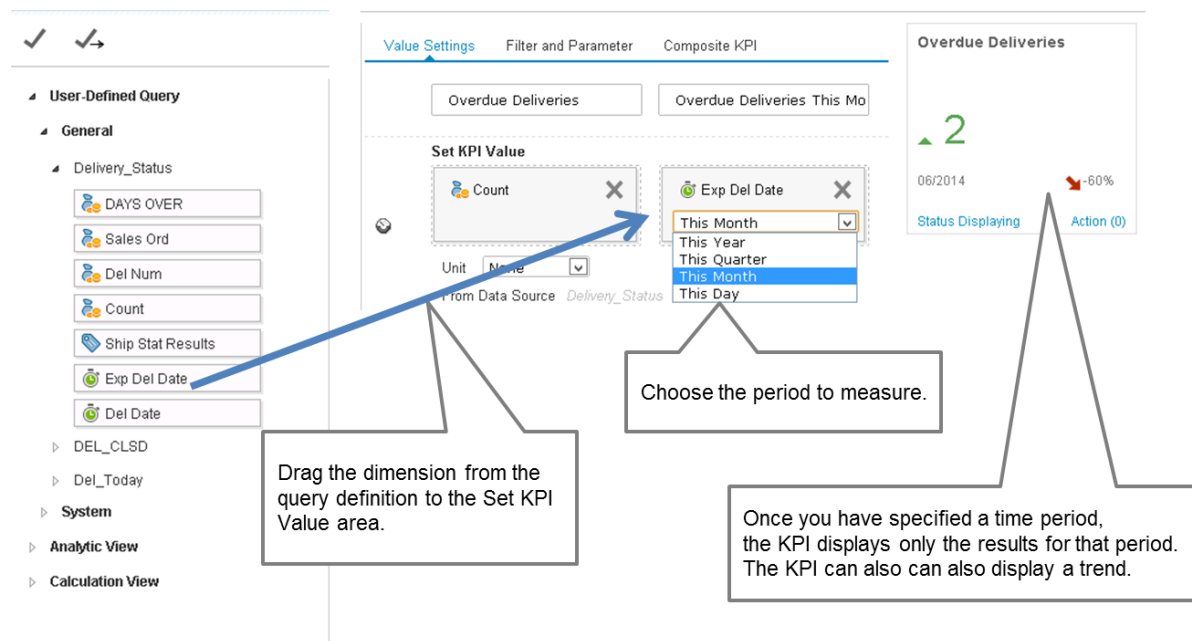 User-Defined Query
General
Delivery_Status
DAYS OVER
Sales Ord
Del Num
Count
Ship Stat Results
Exp Del Date
Del Date
DEL_CLSD
Del_Today
System
Analytic View
Calculation View
Value Settings Filter and Parameter Composite KPI
Overdue Deliveries Overdue Deliveries This Mo
Set KPI Value
Count
Exp Del Date
This Month
This Year
This Quarter
This Month
This Day
Unit None
From Data Source Delivery_Status
Overdue Deliveries
2
06/2014 -60%
Status Displaying Action (0)
Choose the period to measure.
Drag the dimension from the
query definition to the Set KPI
Value area.
Once you have specified a time period,
the KPI displays only the results for that period.
The KPI can also can also display a trend.